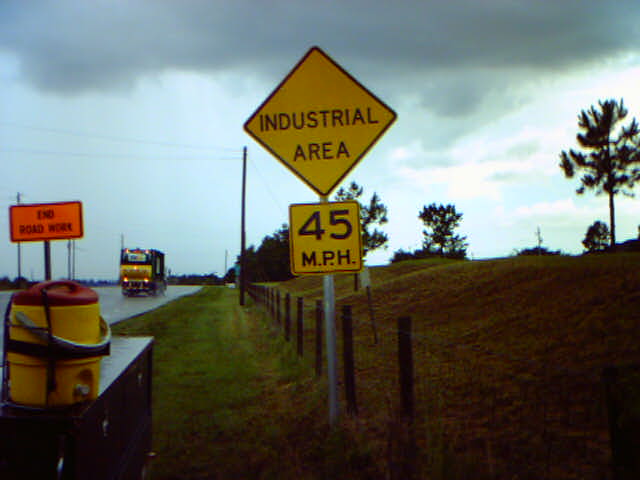 END
ROAD WORK
INDUSTRIAL
AREA
45
M.P.H.